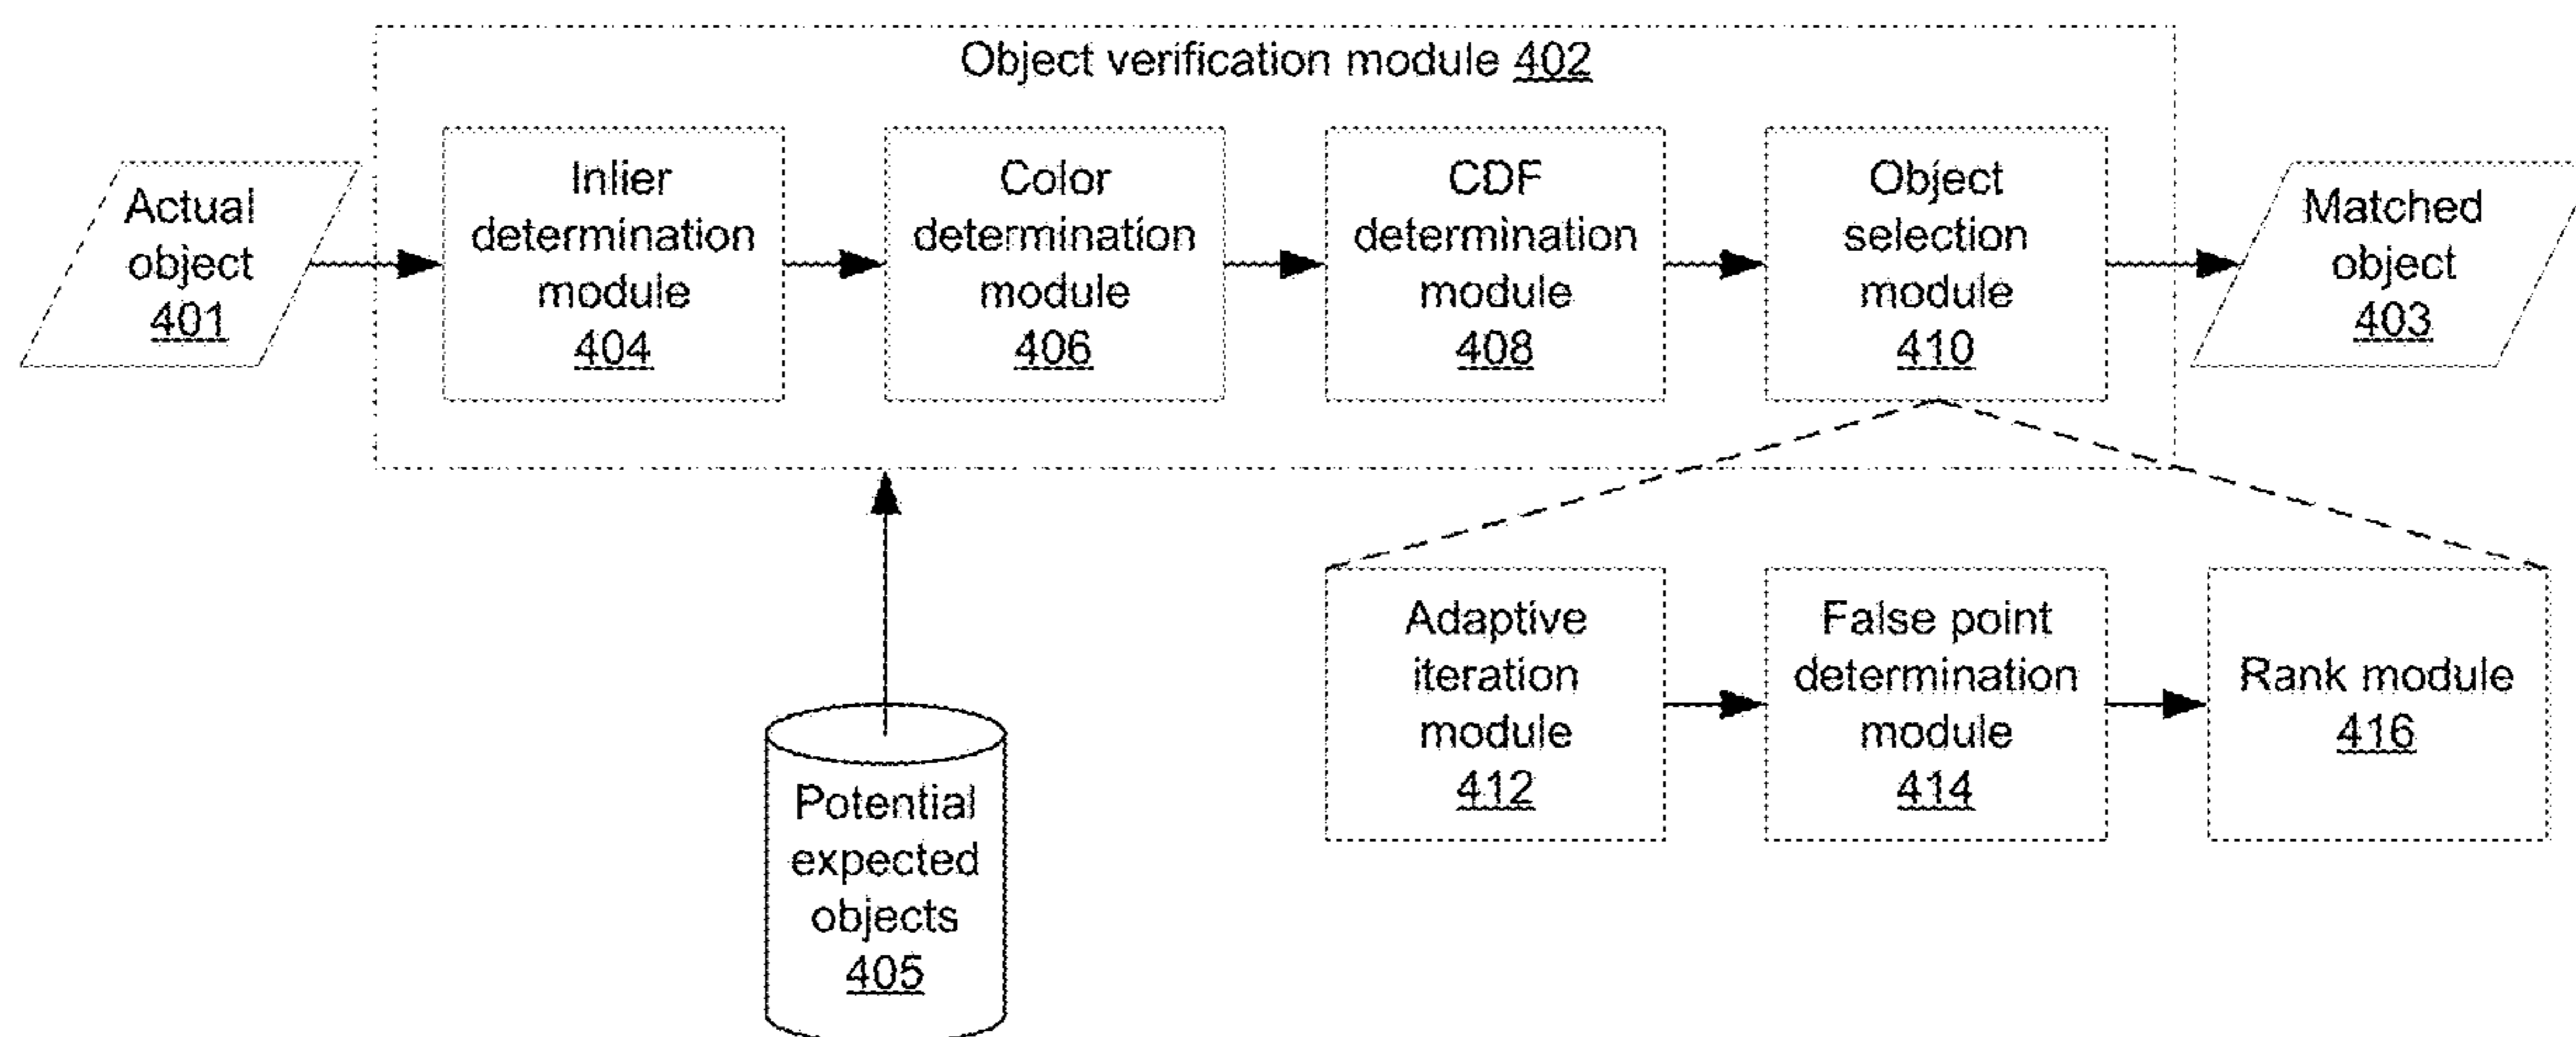 Object verification module 402
Actual
object
401
Inlier
determination
module
404
Color
determination
module
406
CDF
determination
module
408
Object
selection
module
410
Matched
object
403
Adaptive
iteration
module
412
False point
determination
module
414
Rank module
416
Potential
expected
objects
405